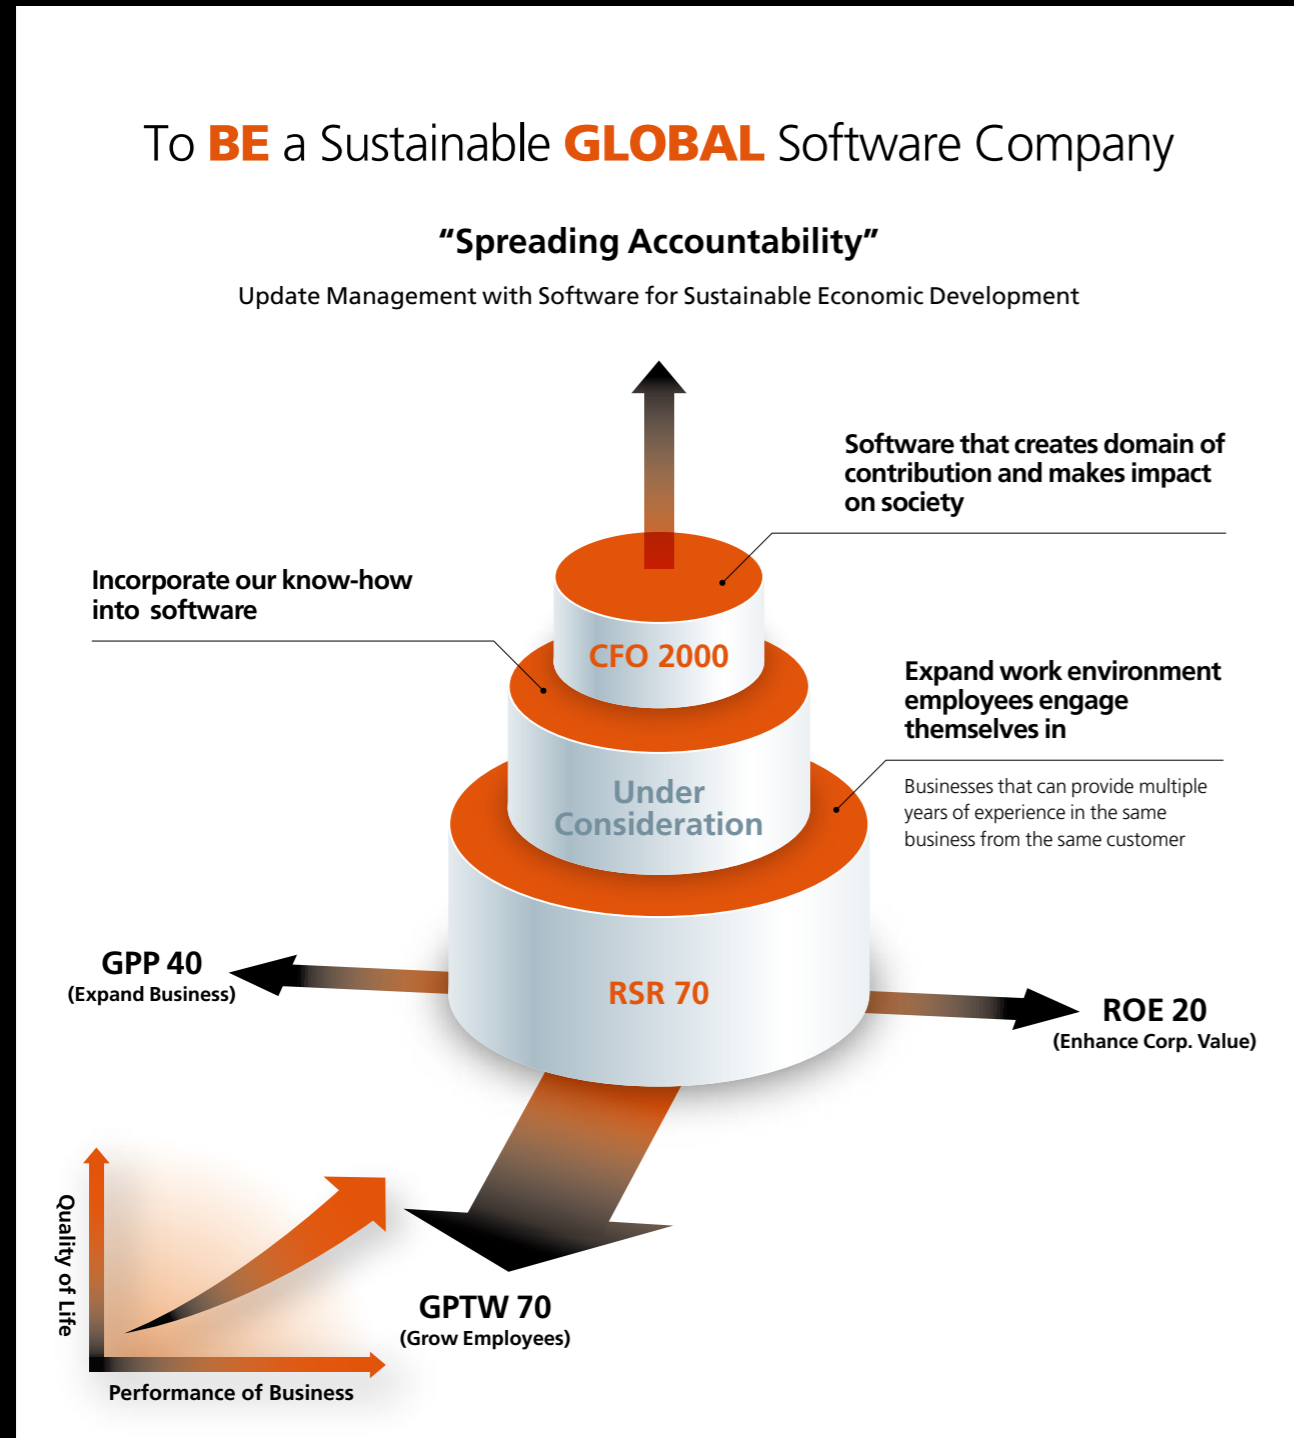 To BE a Sustainable GLOBAL Software Company
“Spreading Accountability”
Update Management with Software for Sustainable Economic Development
Software that creates domain of
contribution and makes impact
on society
Incorporate our know-how
into software
CFO 2000
Expand work environment
employees engage
themselves in
Businesses that can provide multiple
years of experience in the same
business from the same customer
Under
Consideration
GPP 40
(Expand Business)
RSR 70
ROE 20
(Enhance Corp. Value)
Quality of Life
Performance of Business
GPTW 70
(Grow Employees)